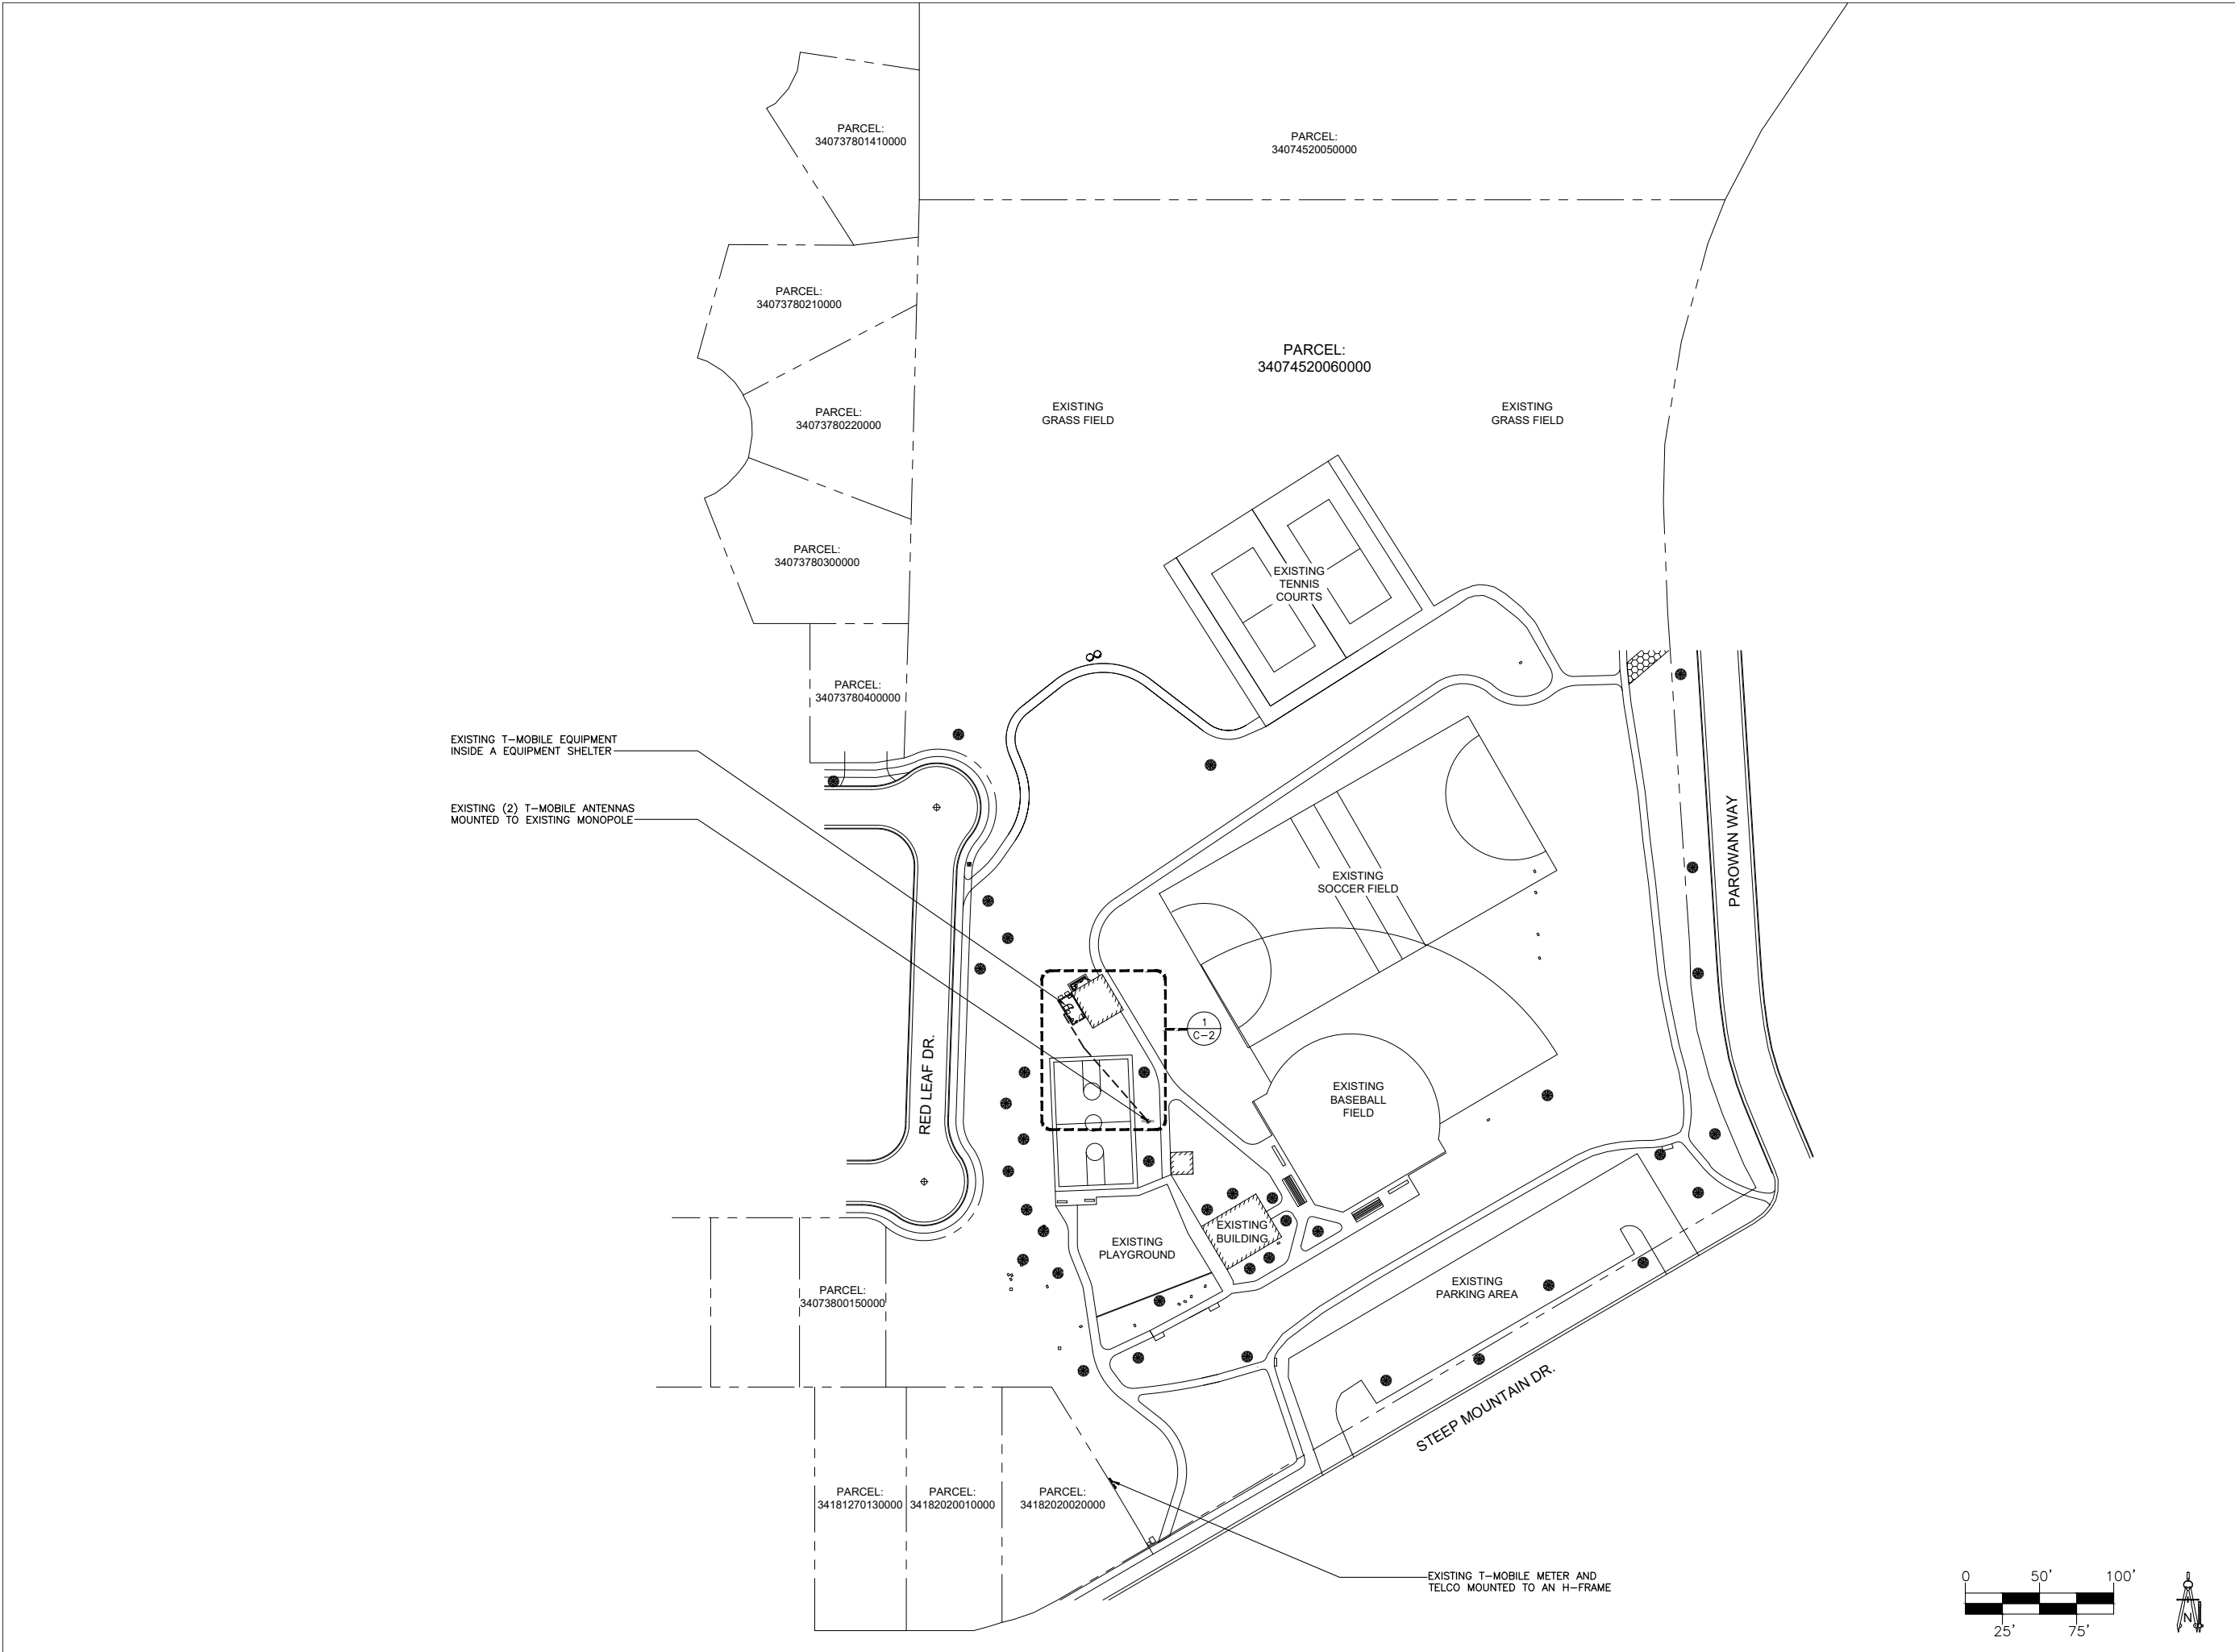 PARCEL:
340737801410000
PARCEL:
34074520050000
PARCEL:
34073780210000
PARCEL:
34074520060000
PARCEL:
34073780220000
EXISTING
GRASS FIELD
EXISTING
GRASS FIELD
PARCEL:
34073780300000
EXISTING
TENNIS
COURTS
PARCEL:
34073780400000
EXISTING T-MOBILE EQUIPMENT
INSIDE A EQUIPMENT SHELTER
EXISTING (2) T-MOBILE ANTENNAS
MOUNTED TO EXISTING MONOPOLE
PAROWAN WAY
EXISTING
SOCCER FIELD
1
C-2
RED LEAF DR.
EXISTING
BASEBALL
FIELD
EXISTING
PLAYGROUND
EXISTING
BUILDING
EXISTING
PARKING AREA
PARCEL:
34073800150000
STEEP MOUNTAIN DR.
PARCEL:
34181270130000
PARCEL:
34182020010000
PARCEL:
34182020020000
EXISTING T-MOBILE METER AND
TELCO MOUNTED TO AN H-FRAME
0 50' 100'
25' 75'
N